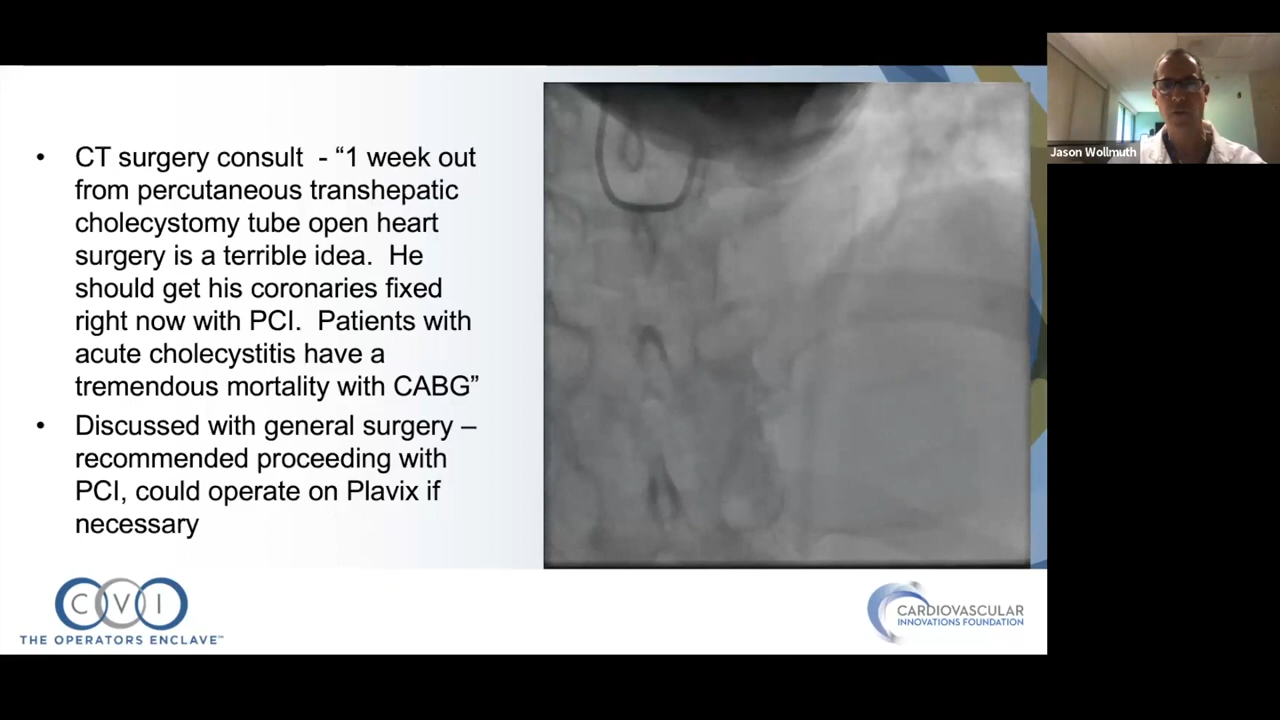 Jason Wollmuth
• CT surgery consult - “1 week out
from percutaneous transhepatic
cholecystomy tube open heart
surgery is a terrible idea. He
should get his coronaries fixed
right now with PCI. Patients with
acute cholecystitis have a
tremendous mortality with CABG”
• Discussed with general surgery –
recommended proceeding with
PCI, could operate on Plavix if
necessary
CVI
THE OPERATORS ENCLAVE™
CARDIOVASCULAR
INNOVATIONS FOUNDATION